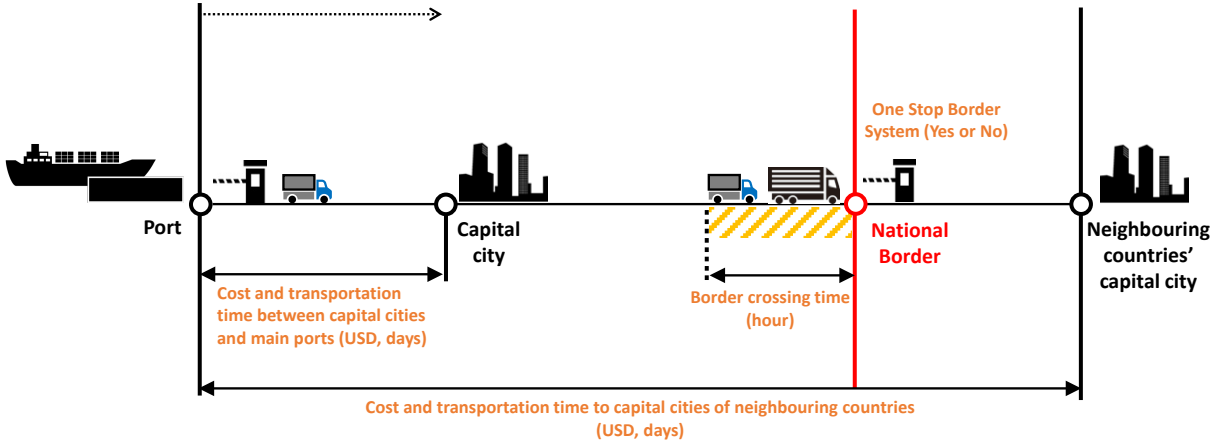 One Stop Border
System (Yes or No)
Port
Capital
city
National
Border
Neighbouring
countries'
capital city
Cost and transportation
time between capital cities
and main ports (USD, days)
Border crossing time
(hour)
Cost and transportation time to capital cities of neighbouring countries
(USD, days)